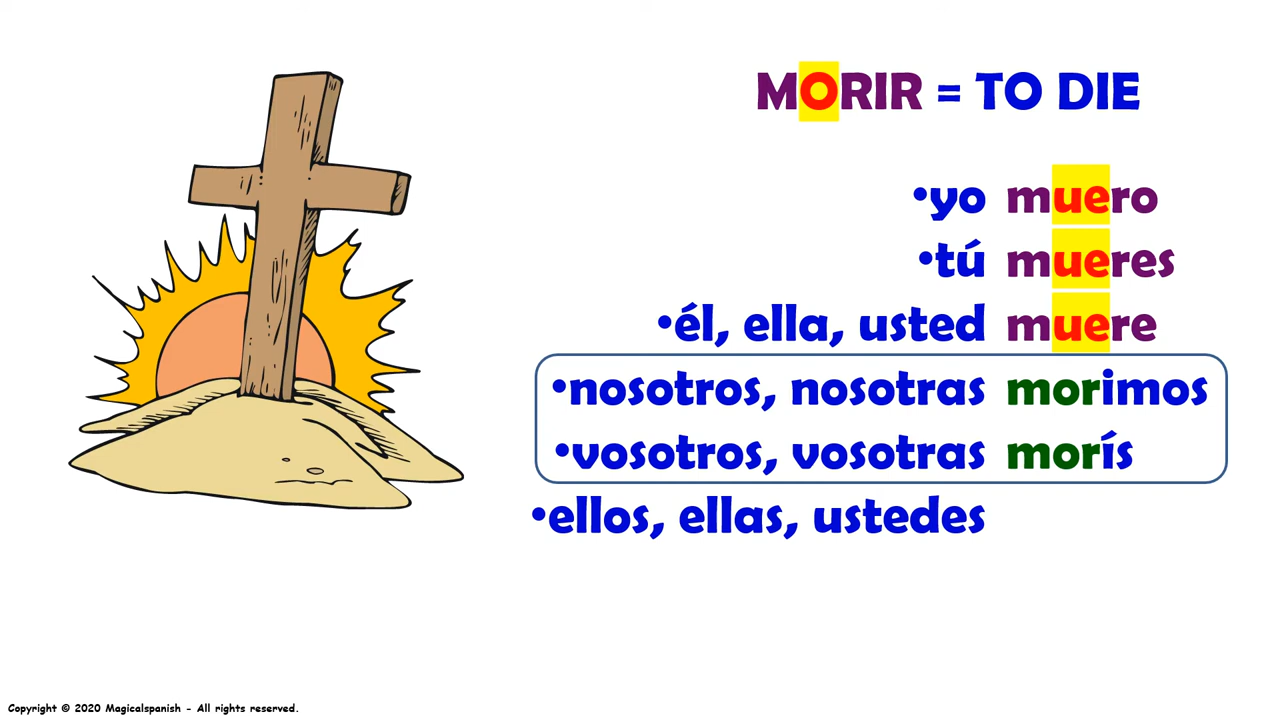 MORIR = TO DIE
•yo muero
•tú mueres
•él, ella, usted muere
•nosotros, nosotras morimos
•vosotros, vosotras morís
•ellos, ellas, ustedes
Copyright © 2020 Magicalspanish - All rights reserved.